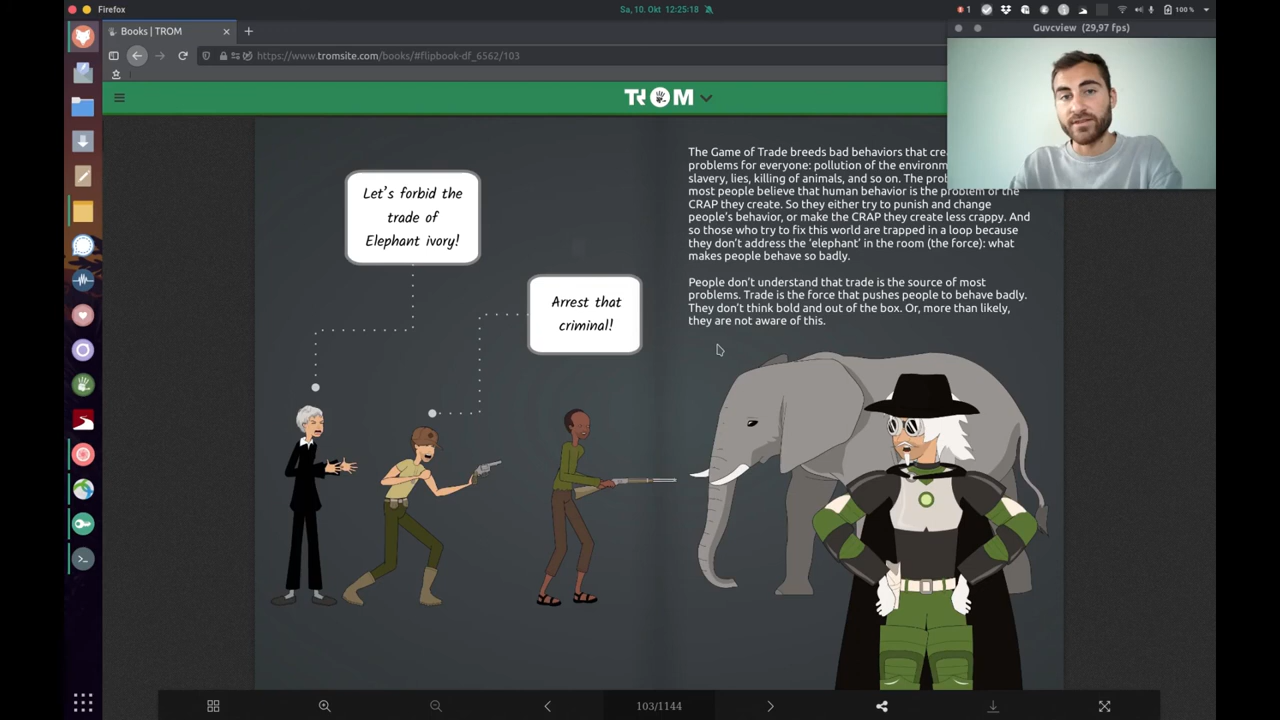 Firefox
Sa, 10. Okt 12:25:18
1
100 %
Books | TROM
Guvcview (29,97 fps)
https://www.tromsite.com/books/#flipbook-df_6562/103
TROM
Let's forbid the
trade of
Elephant ivory!
Arrest that
criminal!
The Game of Trade breeds bad behaviors that
problems for everyone: pollution of the
slavery, lies, killing of animals, and so on. The
most people believe that human behavior is the problem of the
CRAP they create. So they either try to punish and change
people's behavior, or make the CRAP they create less crappy. And
so those who try to fix this world are trapped in a loop because
they don't address the 'elephant' in the room (the force): what
makes people behave so badly.
People don't understand that trade is the source of most
problems. Trade is the force that pushes people to behave badly.
They don't think bold and out of the box. Or, more than likely,
they are not aware of this.
103/1144